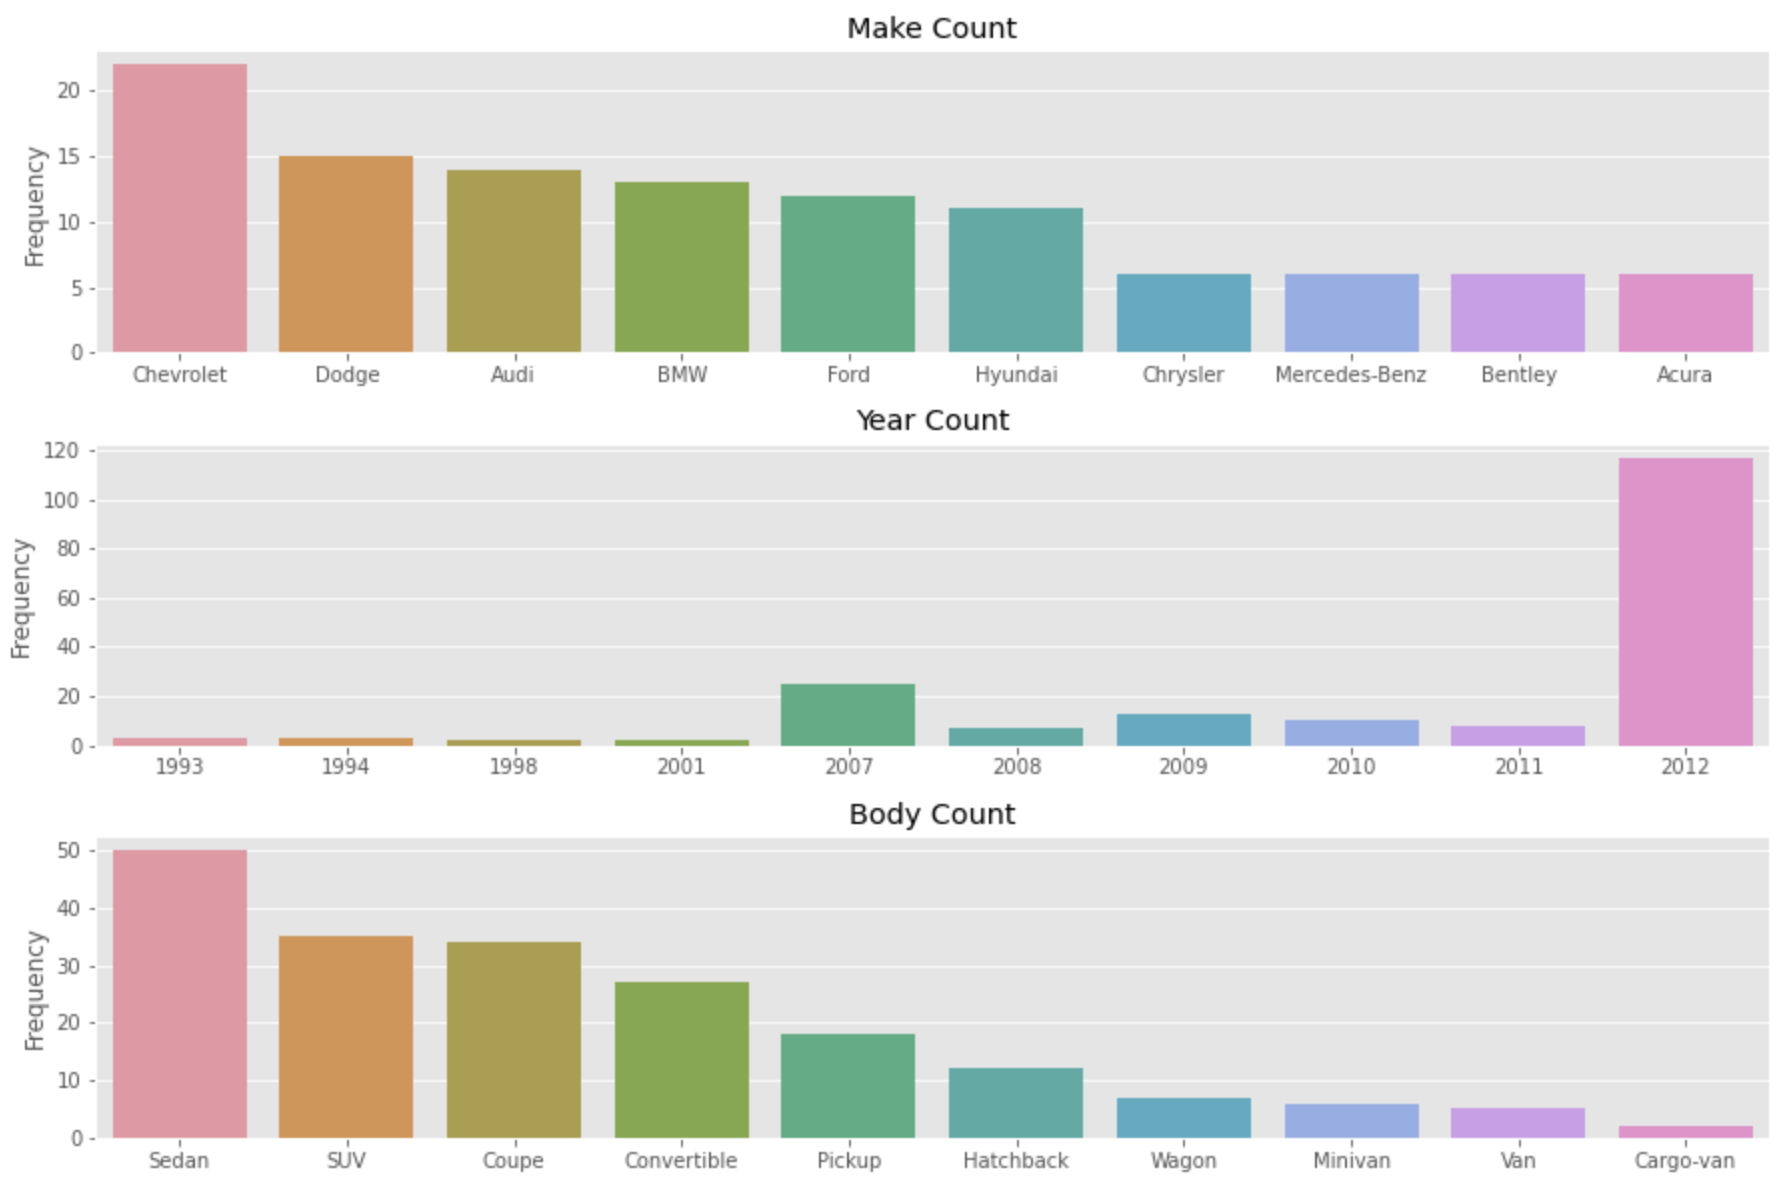 Make Count
Frequency
20
15
10
5
0
Chevrolet Dodge Audi BMW Ford Hyundai Chrysler Mercedes-Benz Bentley Acura
Year Count
Frequency
120
100
80
60
40
20
0
1993 1994 1998 2001 2007 2008 2009 2010 2011 2012
Body Count
Frequency
50
40
30
20
10
0
Sedan SUV Coupe Convertible Pickup Hatchback Wagon Minivan Van Cargo-van